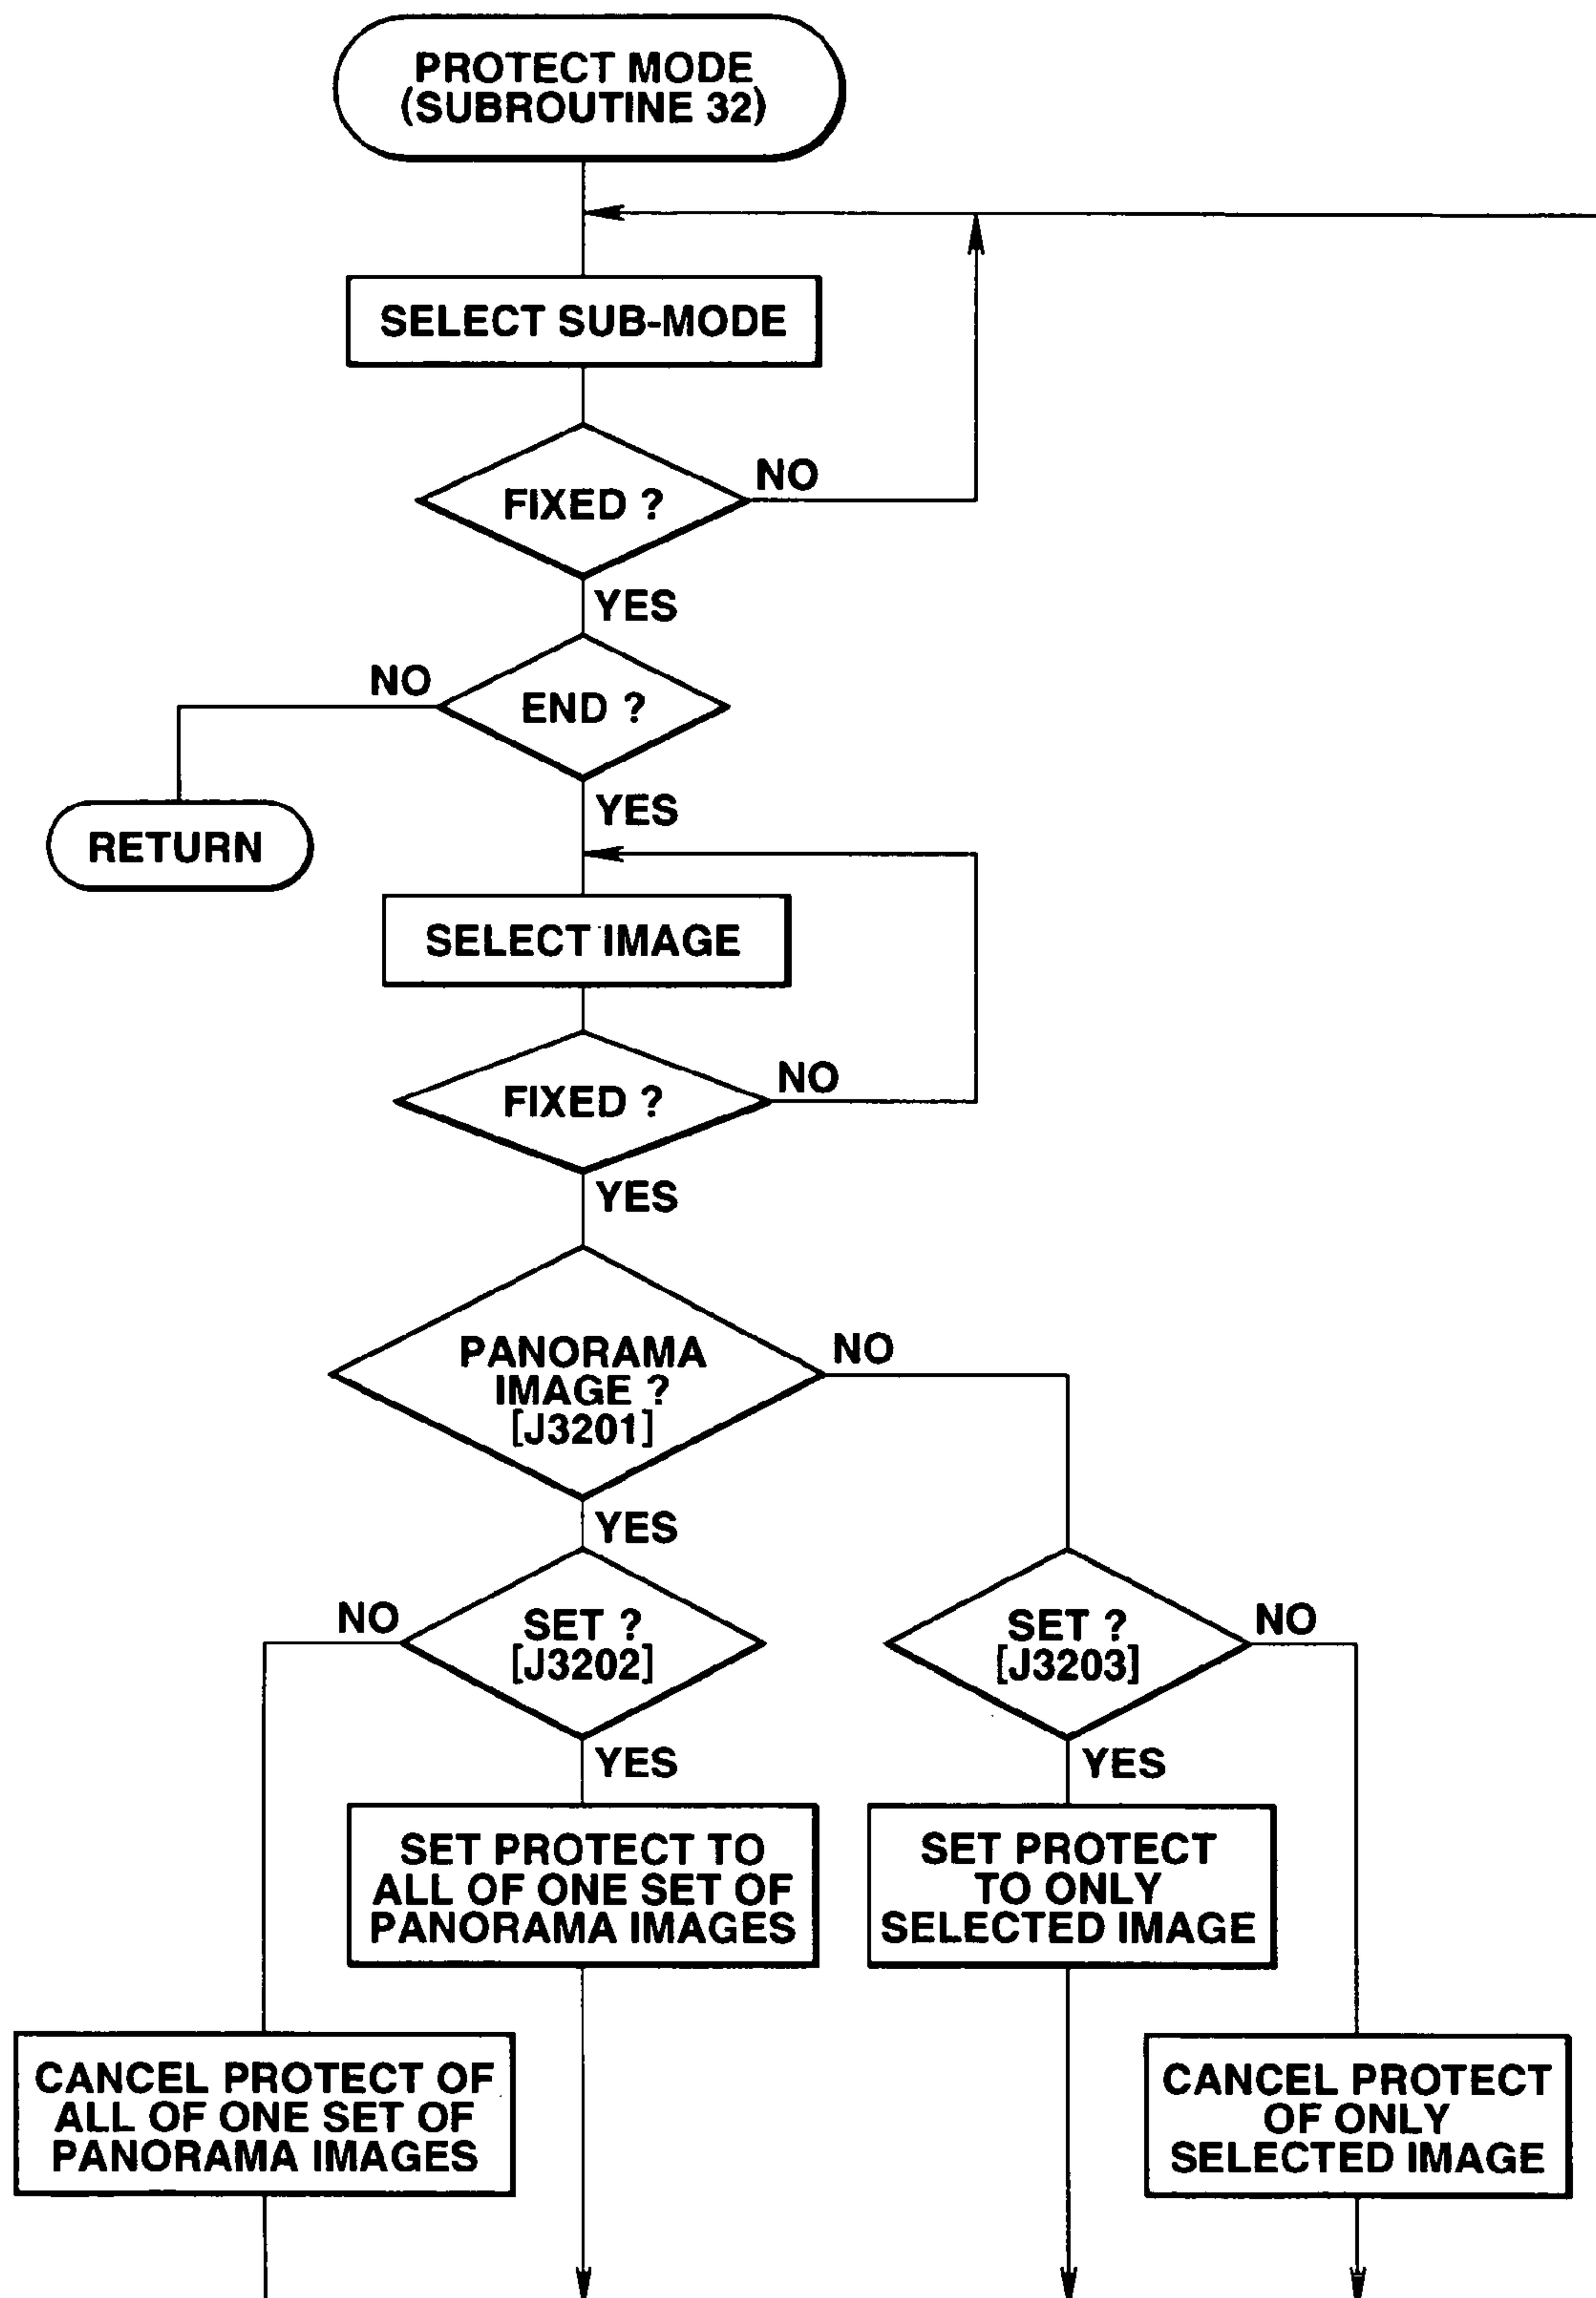 PROTECT MODE
(SUBROUTINE 32)
SELECT SUB-MODE
FIXED ?
NO
YES
END ?
NO
YES
RETURN
SELECT IMAGE
FIXED ?
NO
YES
PANORAMA
IMAGE ?
[J3201]
NO
YES
SET ?
[J3202]
NO
YES
SET ?
[J3203]
NO
YES
SET PROTECT TO
ALL OF ONE SET OF
PANORAMA IMAGES
SET PROTECT
TO ONLY
SELECTED IMAGE
CANCEL PROTECT OF
ALL OF ONE SET OF
PANORAMA IMAGES
CANCEL PROTECT
OF ONLY
SELECTED IMAGE